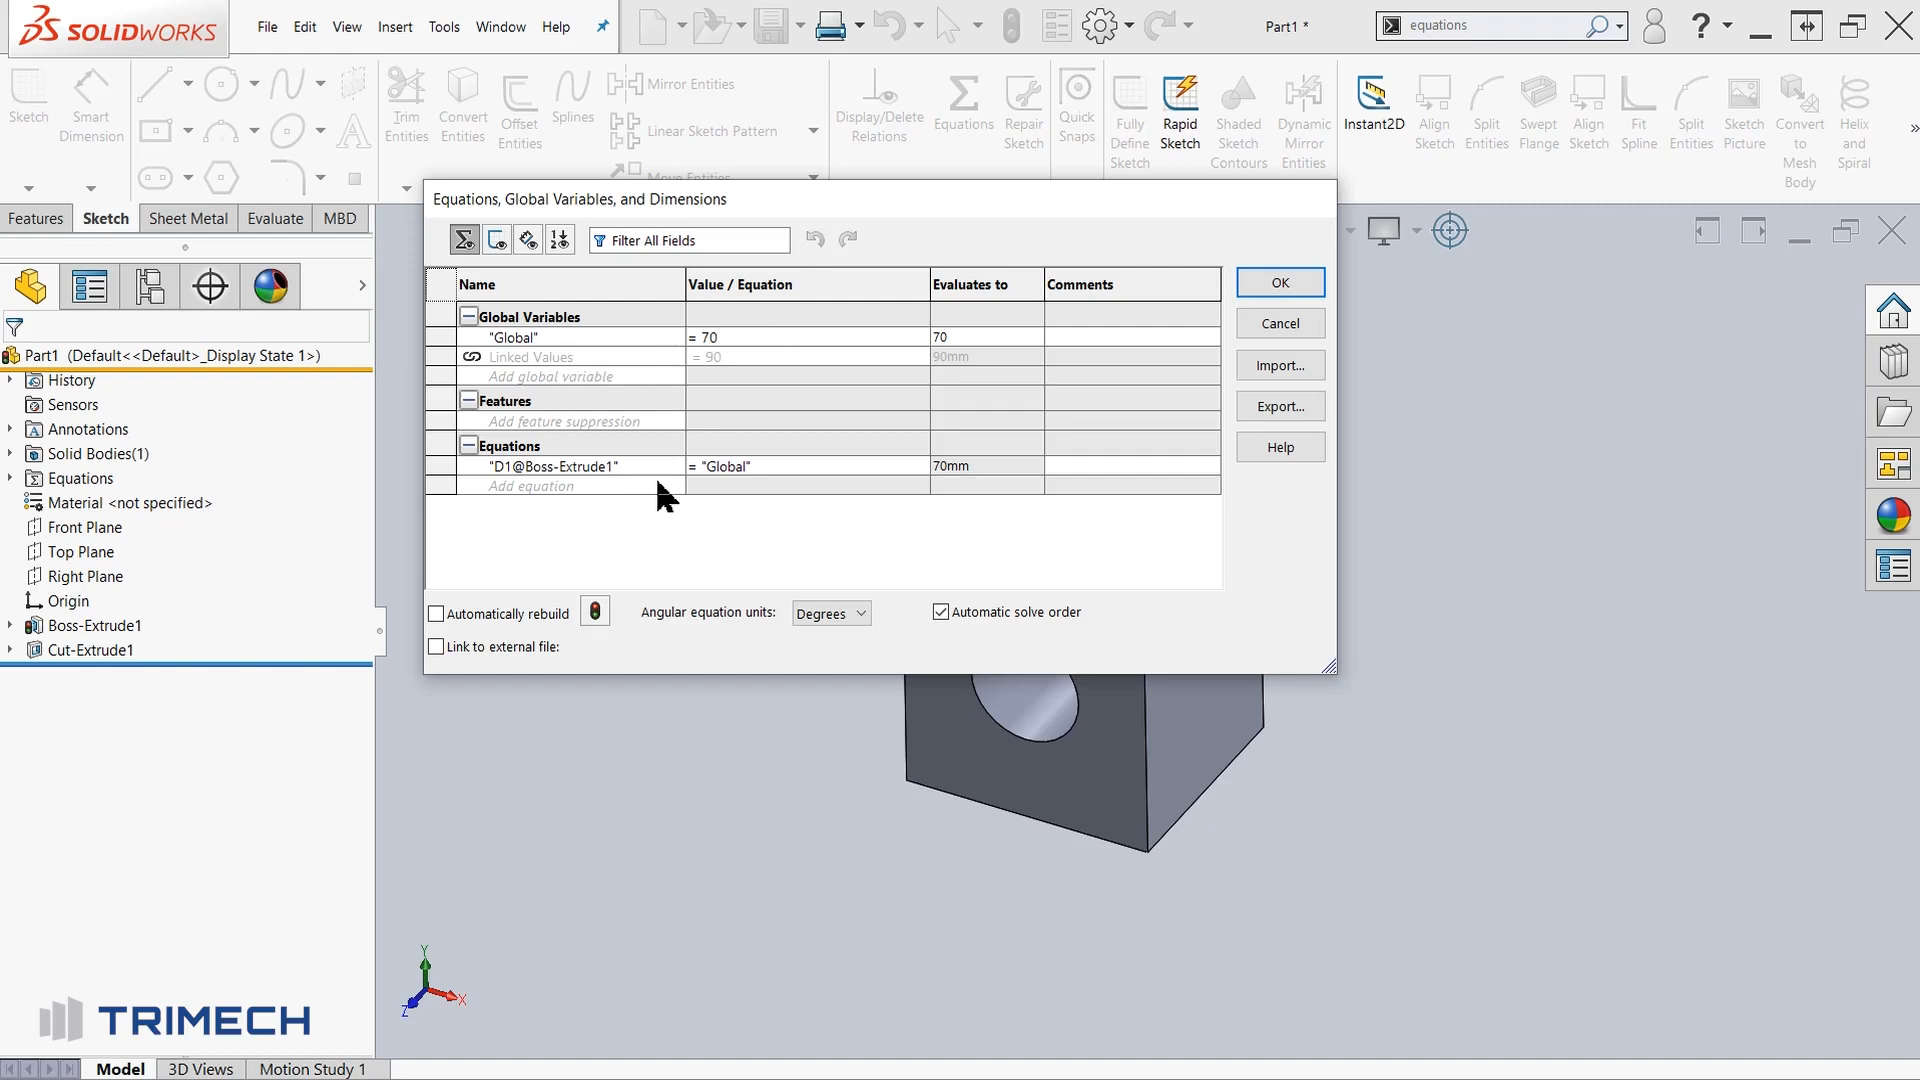 SOLIDWORKS
File Edit View Insert Tools Window Help
Part1 *
equations
?
Sketch
Smart Dimension
Trim Entities
Convert Entities
Offset Entities
Splines
Mirror Entities
Linear Sketch Pattern
Move Entities
Display/Delete Relations
Equations
Repair Sketch
Quick Snaps
Fully Define Sketch
Rapid Sketch
Shaded Sketch Contours
Dynamic Mirror Entities
Instant2D
Align Sketch
Split Entities
Swept Flange
Align Sketch
Fit Spline
Split Entities
Sketch Picture
Convert to Mesh Body
Helix and Spiral
»
Features Sketch Sheet Metal Evaluate MBD
Part1 (Default<<Default>_Display State 1>)
History
Sensors
Annotations
Solid Bodies(1)
Equations
Material <not specified>
Front Plane
Top Plane
Right Plane
Origin
Boss-Extrude1
Cut-Extrude1
Equations, Global Variables, and Dimensions
Filter All Fields
Name Value / Equation Evaluates to Comments
Global Variables
"Global" = 70 70
Linked Values = 90 90mm
Add global variable
Features
Add feature suppression
Equations
"D1@Boss-Extrude1" = "Global" 70mm
Add equation
OK
Cancel
Import...
Export...
Help
Automatically rebuild Angular equation units: Degrees Automatic solve order
Link to external file:
Y
X
Z
TRIMECH
Model 3D Views Motion Study 1